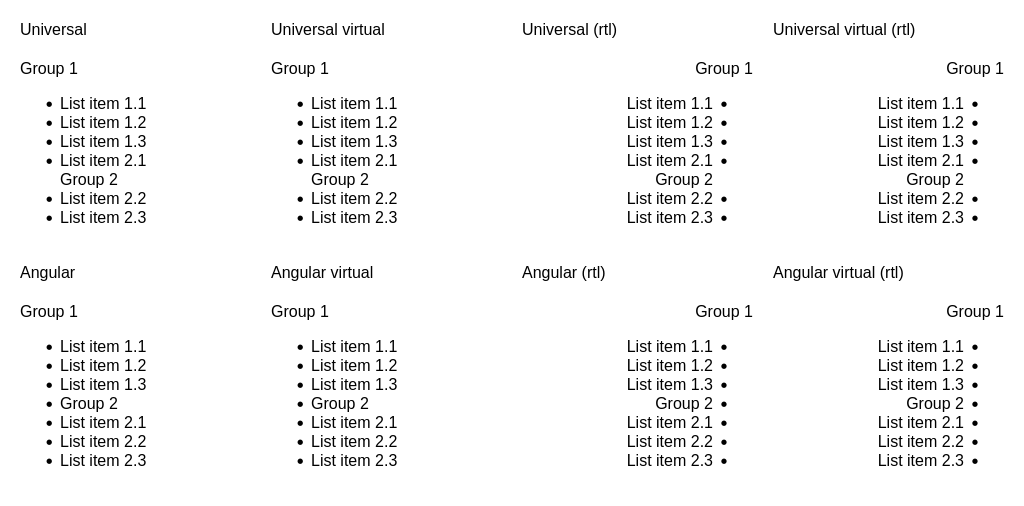 Universal
Group 1
• List item 1.1
• List item 1.2
• List item 1.3
• List item 2.1
Group 2
• List item 2.2
• List item 2.3
Universal virtual
Group 1
• List item 1.1
• List item 1.2
• List item 1.3
• List item 2.1
Group 2
• List item 2.2
• List item 2.3
Universal (rtl)
Group 1
List item 1.1 •
List item 1.2 •
List item 1.3 •
List item 2.1 •
Group 2
List item 2.2 •
List item 2.3 •
Universal virtual (rtl)
Group 1
List item 1.1 •
List item 1.2 •
List item 1.3 •
List item 2.1 •
Group 2
List item 2.2 •
List item 2.3 •
Angular
Group 1
• List item 1.1
• List item 1.2
• List item 1.3
• Group 2
• List item 2.1
• List item 2.2
• List item 2.3
Angular virtual
Group 1
• List item 1.1
• List item 1.2
• List item 1.3
• Group 2
• List item 2.1
• List item 2.2
• List item 2.3
Angular (rtl)
Group 1
List item 1.1 •
List item 1.2 •
List item 1.3 •
Group 2 •
List item 2.1 •
List item 2.2 •
List item 2.3 •
Angular virtual (rtl)
Group 1
List item 1.1 •
List item 1.2 •
List item 1.3 •
Group 2 •
List item 2.1 •
List item 2.2 •
List item 2.3 •